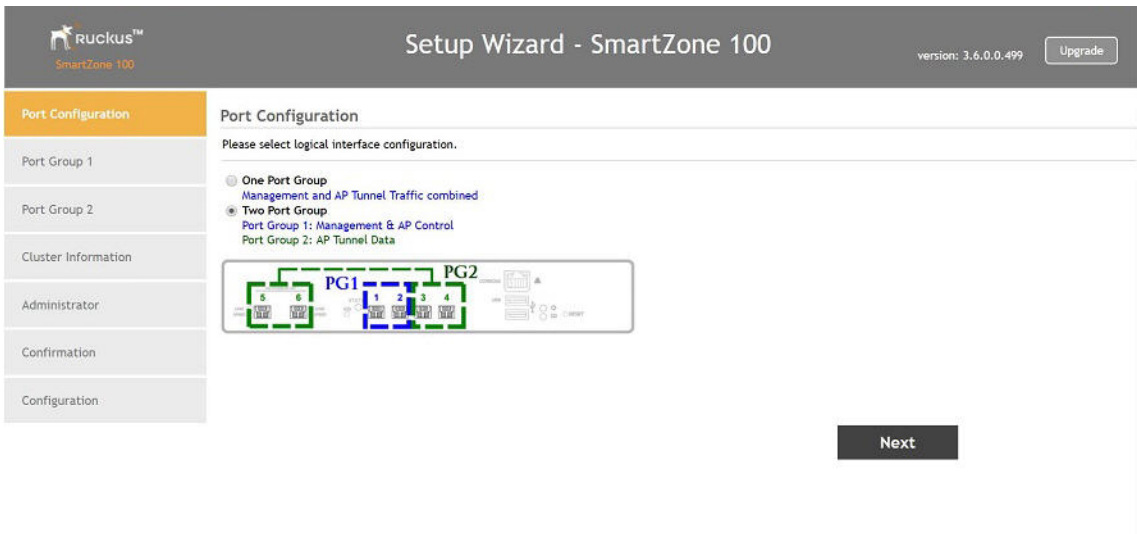 Ruckus™
SmartZone 100
Setup Wizard - SmartZone 100
version: 3.6.0.0.499
Upgrade
Port Configuration
Port Group 1
Port Group 2
Cluster Information
Administrator
Confirmation
Configuration
Port Configuration
Please select logical interface configuration.
One Port Group
Management and AP Tunnel Traffic combined
Two Port Group
Port Group 1: Management & AP Control
Port Group 2: AP Tunnel Data
PG1
PG2
5 6 1 2 3 4
Next